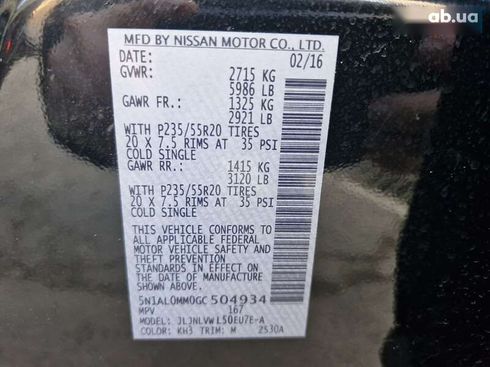 ab.ua
MFD BY NISSAN MOTOR CO., LTD.
DATE: 02/16
GVWR: 2715 KG
5986 LB
GAWR FR.: 1325 KG
2921 LB
WITH P235/55R20 TIRES
20 X 7.5 RIMS AT 35 PSI
COLD SINGLE
GAWR RR.: 1415 KG
3120 LB
WITH P235/55R20 TIRES
20 X 7.5 RIMS AT 35 PSI
COLD SINGLE
THIS VEHICLE CONFORMS TO
ALL APPLICABLE FEDERAL
MOTOR VEHICLE SAFETY AND
THEFT PREVENTION
STANDARDS IN EFFECT ON
THE DATE OF MANUFACTURE
SHOWN ABOVE.
5N1AL0MM0GC504934
MPV 167
MODEL: JLJNLVWL50EU7E-A
COLOR: KH3 TRIM: M 2530A